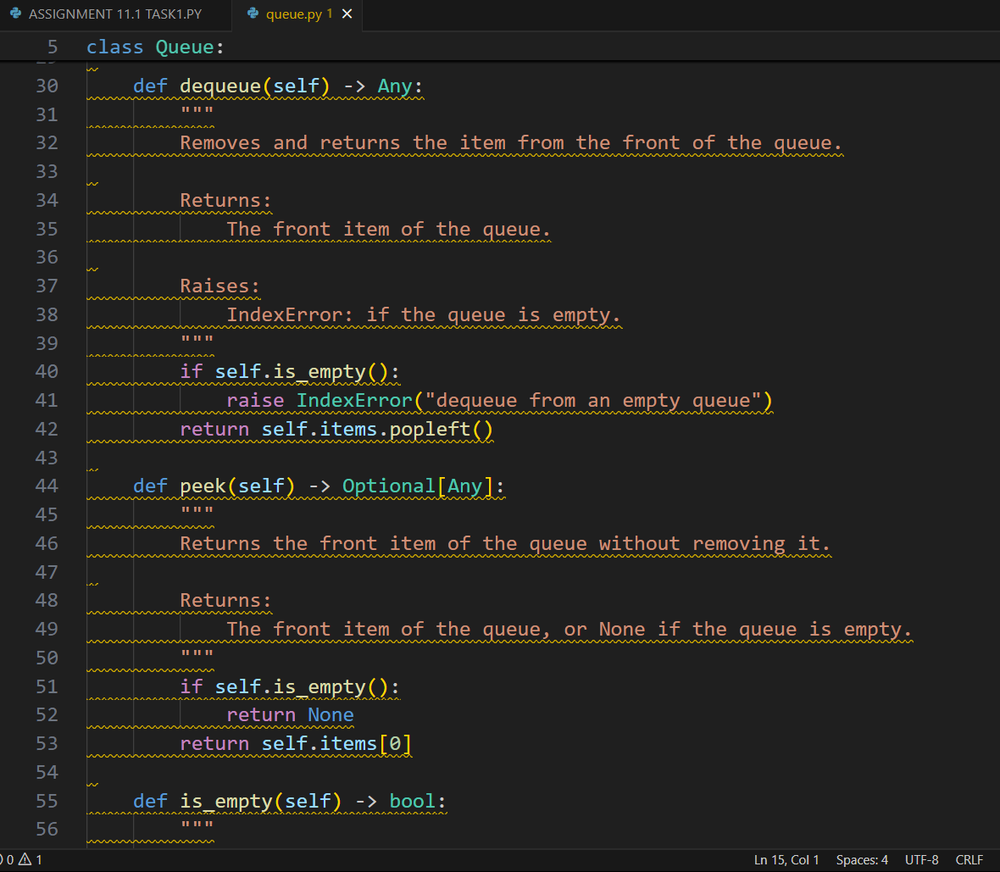 ASSIGNMENT 11.1 TASK1.PY queue.py 1 ×
5 class Queue:
30 def dequeue(self) -> Any:
31 """
32 Removes and returns the item from the front of the queue.
33
34 Returns:
35 The front item of the queue.
36
37 Raises:
38 IndexError: if the queue is empty.
39 """
40 if self.is_empty():
41 raise IndexError("dequeue from an empty queue")
42 return self.items.popleft()
43
44 def peek(self) -> Optional[Any]:
45 """
46 Returns the front item of the queue without removing it.
47
48 Returns:
49 The front item of the queue, or None if the queue is empty.
50 """
51 if self.is_empty():
52 return None
53 return self.items[0]
54
55 def is_empty(self) -> bool:
56 """
0 1 Ln 15, Col 1 Spaces: 4 UTF-8 CRLF